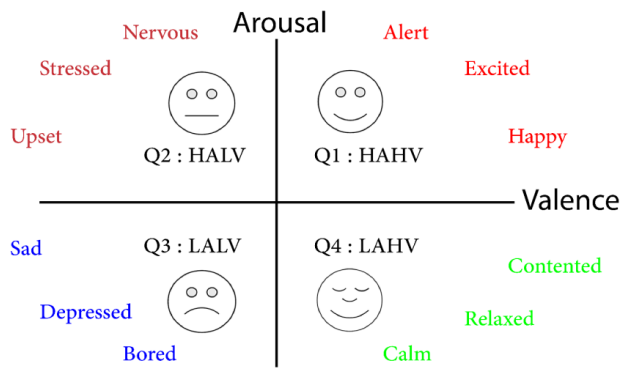 Nervous
Arousal
Alert
Stressed
Excited
Upset
Happy
Q2 : HALV
Q1 : HAHV
Valence
Sad
Q3 : LALV
Q4 : LAHV
Contented
Depressed
Relaxed
Bored
Calm